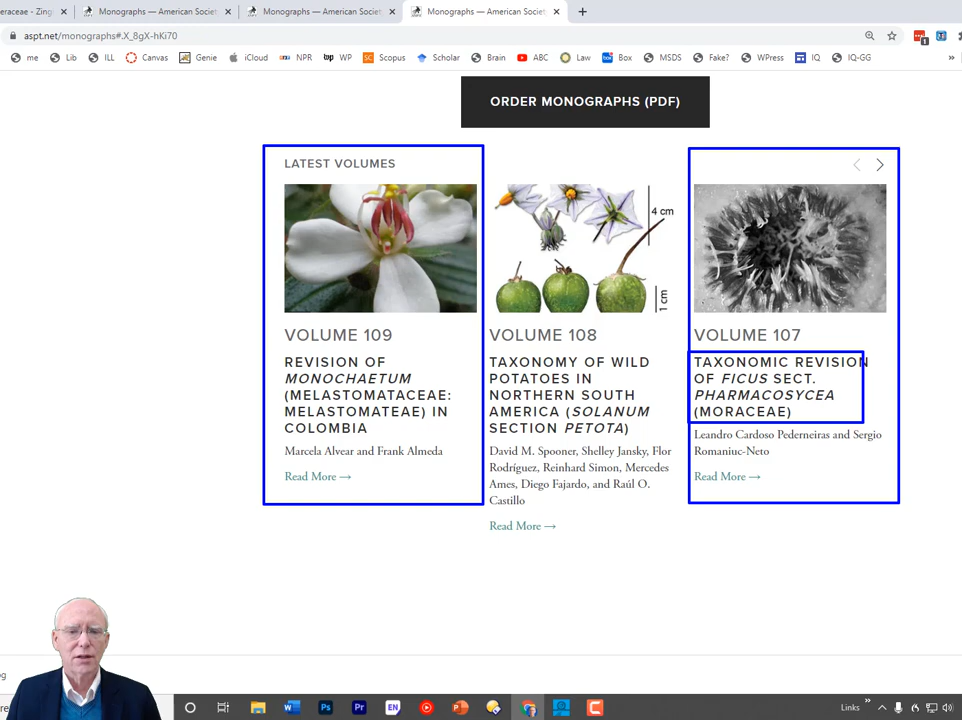 eraceae - Zing
Monographs — American Societ
Monographs — American Societ
Monographs — American Societ
aspt.net/monographs#.X_8gX-hKi70
1
me
Lib
ILL
Canvas
Genie
iCloud
NPR
WP
Scopus
Scholar
Brain
ABC
Law
Box
MSDS
Fake?
WPress
IQ
IQ-GG
ORDER MONOGRAPHS (PDF)
LATEST VOLUMES
VOLUME 109
REVISION OF
MONOCHAETUM
(MELASTOMATACEAE:
MELASTOMATEAE) IN
COLOMBIA
Marcela Alvear and Frank Almeda
Read More →
4 cm
1 cm
VOLUME 108
TAXONOMY OF WILD
POTATOES IN
NORTHERN SOUTH
AMERICA (SOLANUM
SECTION PETOTA)
David M. Spooner, Shelley Jansky, Flor
Rodríguez, Reinhard Simon, Mercedes
Ames, Diego Fajardo, and Raúl O.
Castillo
Read More →
VOLUME 107
TAXONOMIC REVISION
OF FICUS SECT.
PHARMACOSYCEA
(MORACEAE)
Leandro Cardoso Pederneiras and Sergio
Romaniuc-Neto
Read More →
Links